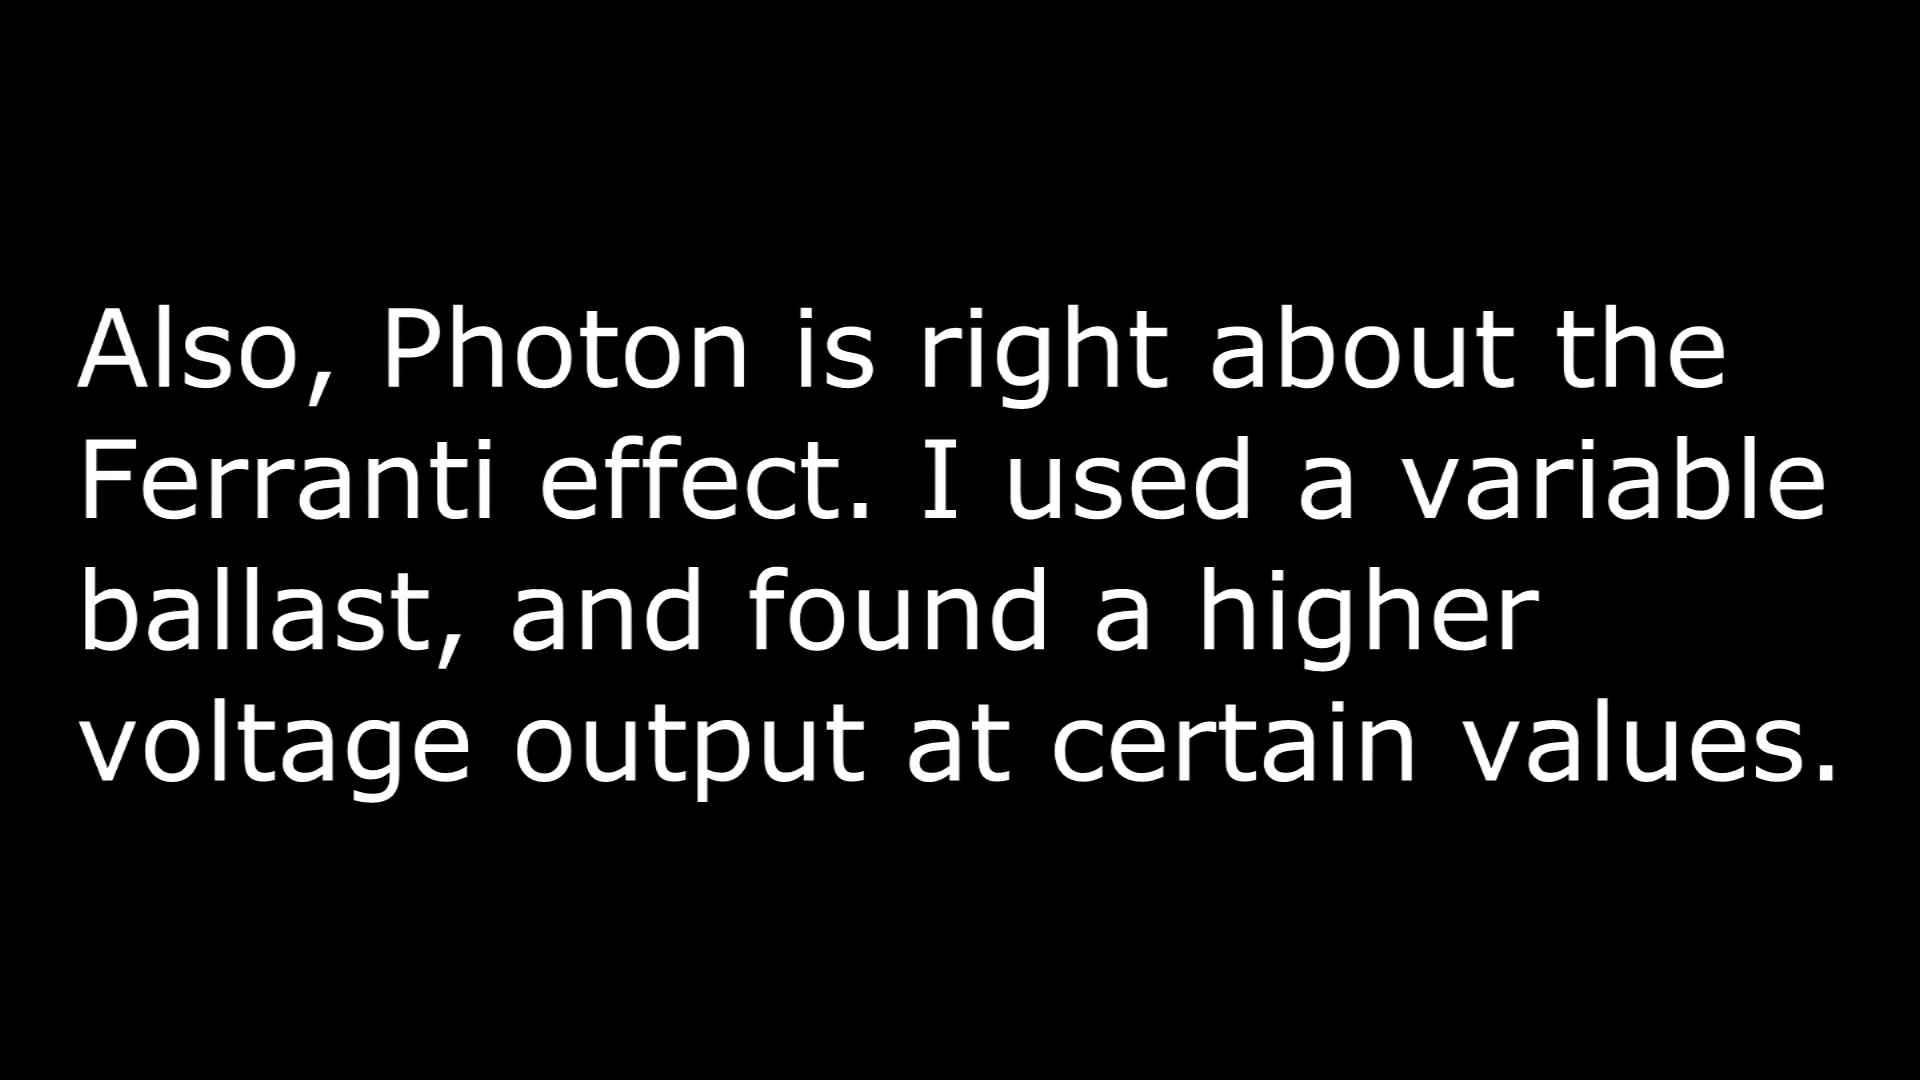 Also, Photon is right about the
Ferranti effect. I used a variable
ballast, and found a higher
voltage output at certain values.